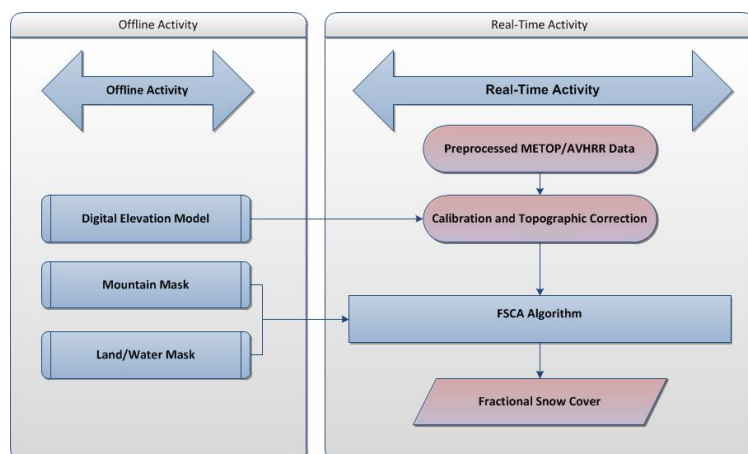 Offline Activity
Real-Time Activity
Offline Activity
Real-Time Activity
Preprocessed METOP/AVHRR Data
Digital Elevation Model
Calibration and Topographic Correction
Mountain Mask
FSCA Algorithm
Land/Water Mask
Fractional Snow Cover